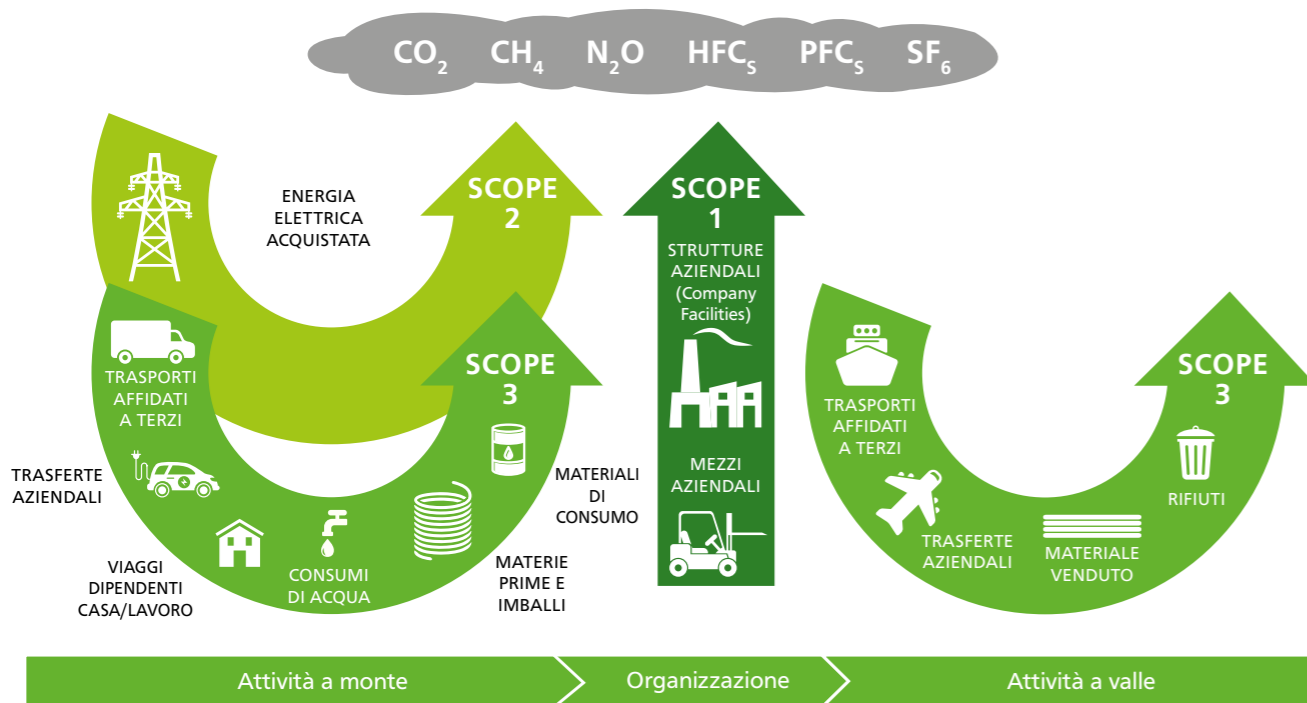 CO₂ CH₄ N₂O HFCₛ PFCₛ SF₆
ENERGIA
ELETTRICA
ACQUISTATA
SCOPE
2
TRASPORTI
AFFIDATI
A TERZI
TRASFERTE
AZIENDALI
VIAGGI
DIPENDENTI
CASA/LAVORO
CONSUMI
DI ACQUA
MATERIE
PRIME E
IMBALLI
MATERIALI
DI
CONSUMO
SCOPE
3
SCOPE
1
STRUTTURE
AZIENDALI
(Company
Facilities)
MEZZI
AZIENDALI
TRASPORTI
AFFIDATI
A TERZI
TRASFERTE
AZIENDALI
MATERIALE
VENDUTO
RIFIUTI
SCOPE
3
Attività a monte
Organizzazione
Attività a valle